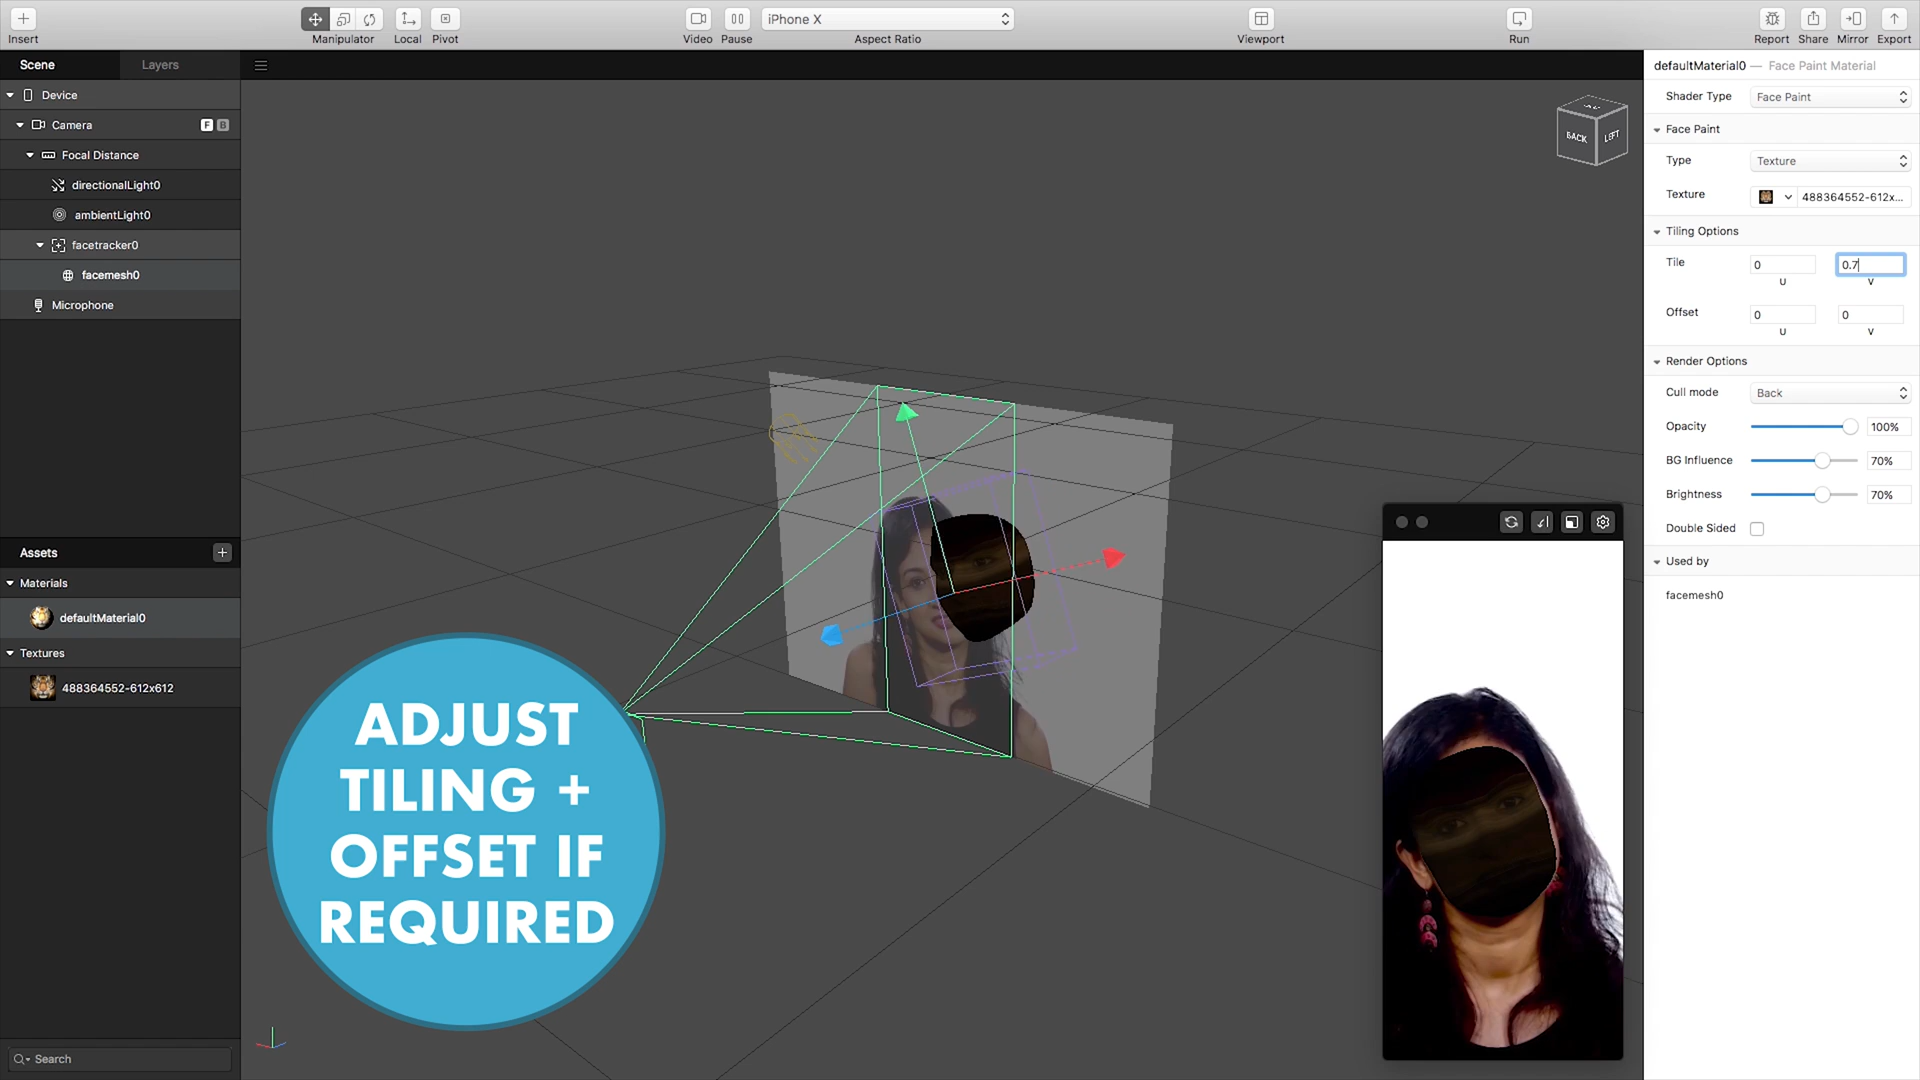 Insert
Manipulator
Local
Pivot
Video
Pause
iPhone X
Aspect Ratio
Viewport
Run
Report
Share
Mirror
Export
Scene
Layers
Device
Camera
F
B
Focal Distance
directionalLight0
ambientLight0
facetracker0
facemesh0
Microphone
Assets
Materials
defaultMaterial0
Textures
488364552-612x612
Search
BACK
LEFT
ADJUST
TILING +
OFFSET IF
REQUIRED
defaultMaterial0 — Face Paint Material
Shader Type
Face Paint
Face Paint
Type
Texture
Texture
488364552-612x...
Tiling Options
Tile
0
0.7
U
V
Offset
0
0
U
V
Render Options
Cull mode
Back
Opacity
100%
BG Influence
70%
Brightness
70%
Double Sided
Used by
facemesh0